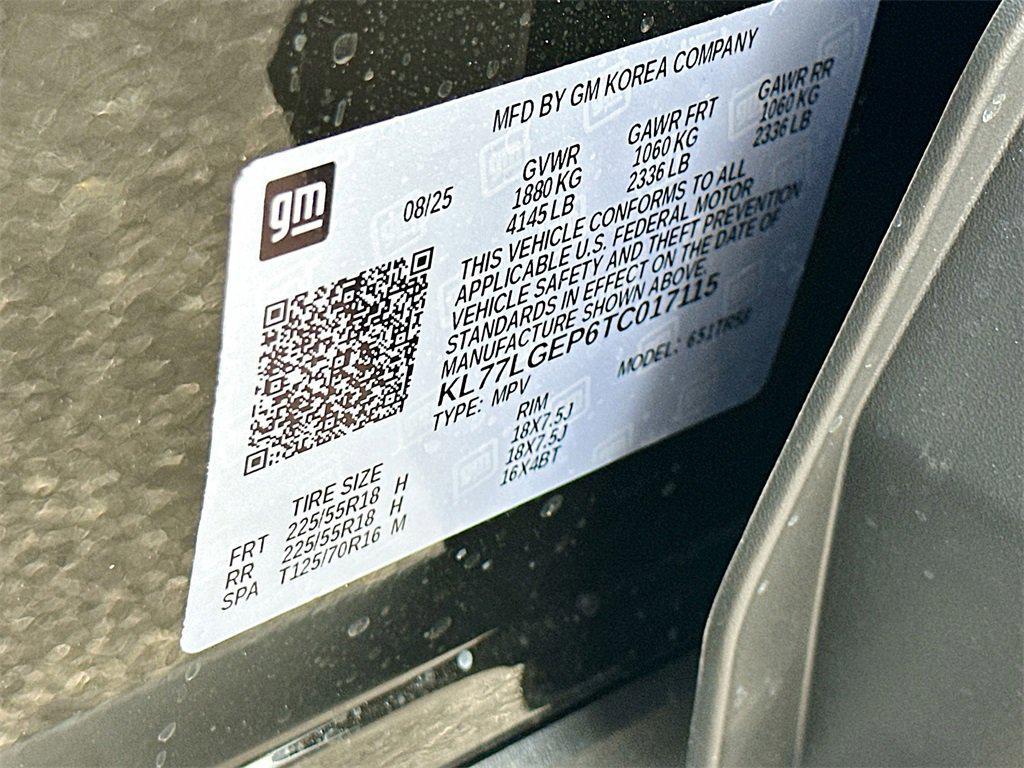 MFD BY GM KOREA COMPANY
gm
08/25
GVWR GAWR FRT GAWR RR
1880 KG 1060 KG 1060 KG
4145 LB 2336 LB 2336 LB
THIS VEHICLE CONFORMS TO ALL
APPLICABLE U.S. FEDERAL MOTOR
VEHICLE SAFETY AND THEFT PREVENTION
STANDARDS IN EFFECT ON THE DATE OF
MANUFACTURE SHOWN ABOVE.
KL77LGEP6TC017115
TYPE: MPV MODEL:
TIRE SIZE RIM
FRT 225/55R18 H 18X7.5J
RR 225/55R18 H 18X7.5J
SPA T125/70R16 M 16X4BT